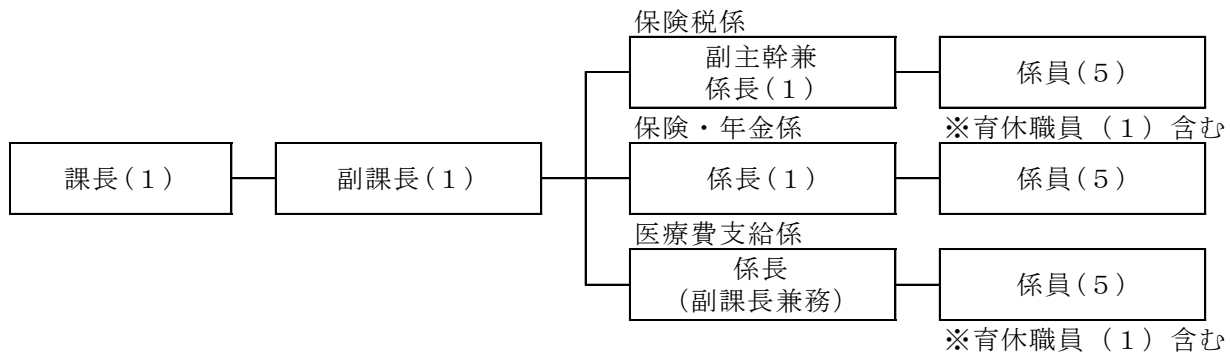 保険税係
副主幹兼
係長(1)
係員(5)
※育休職員(1)含む
保険・年金係
課長(1)
副課長(1)
係長(1)
係員(5)
医療費支給係
係長
(副課長兼務)
係員(5)
※育休職員(1)含む